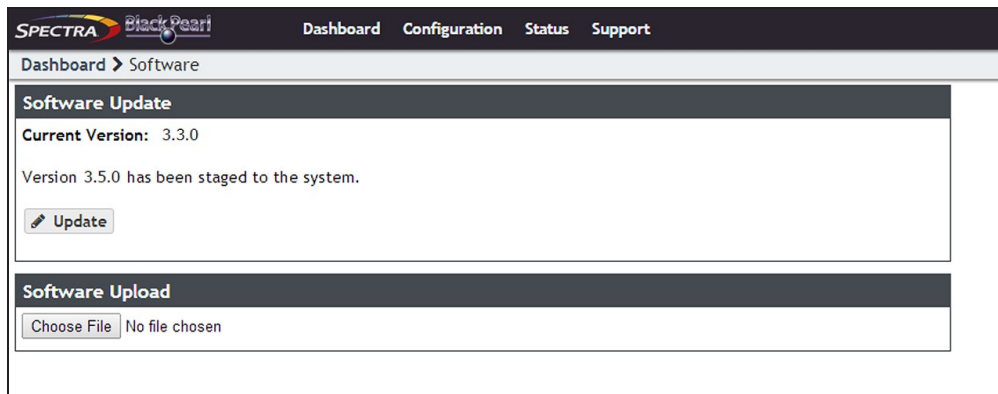 SPECTRA BlackPearl Dashboard Configuration Status Support
Dashboard > Software
Software Update
Current Version: 3.3.0
Version 3.5.0 has been staged to the system.
Update
Software Upload
Choose File No file chosen